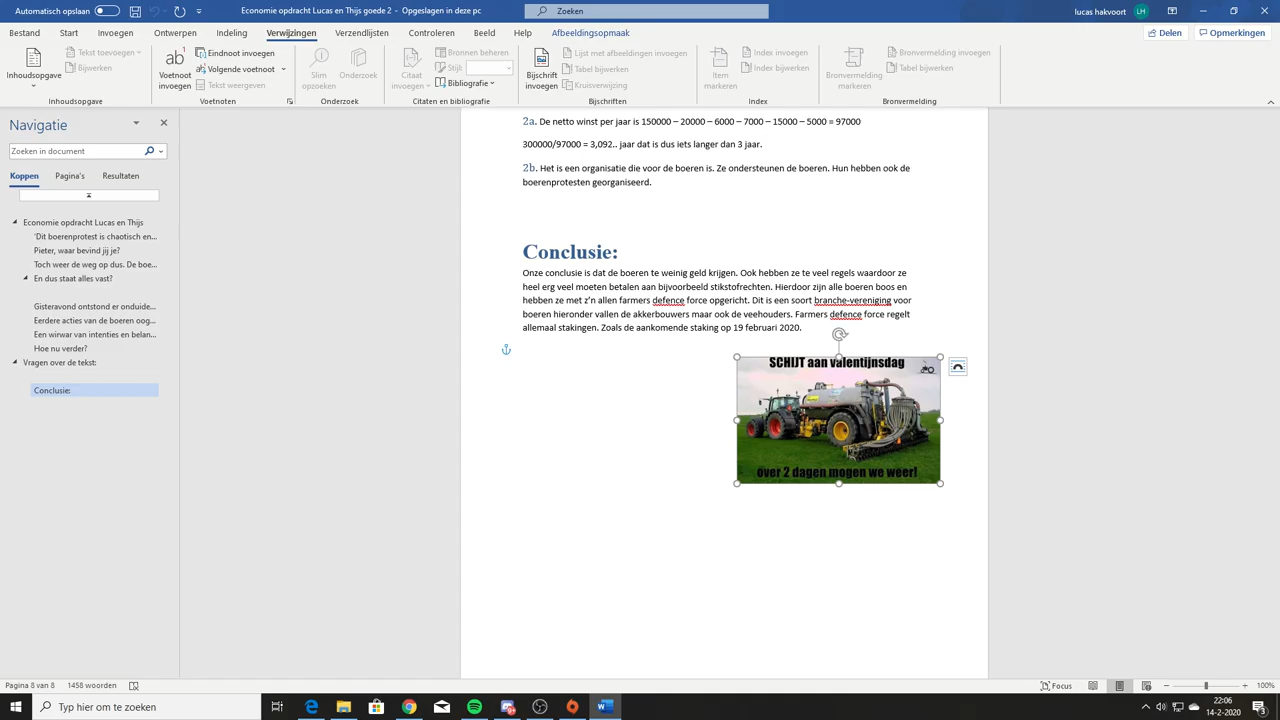 Automatisch opslaan
Economie opdracht Lucas en Thijs goede 2 - Opgeslaan en deze pc
Zoeken
lucas hakvoort
Bestand Start Invoegen Ontwerpen Indeling Verwijzingen Verzendlijsten Controleren Beeld Help Afbeeldingsopmaak
Delen Opmerkingen
Inhoudsopgave
Tekst toevoegen
Bijwerken
Inhoudsopgave
ab
Voetnoot invoegen
Eindnoot invoegen
Volgende voetnoot
Tekst weergeven
Voetnoten
Slim opzoeken
Onderzoek
Onderzoek
Citaat invoegen
Bronnen beheren
Stijl:
Bibliografie
Citaten en bibliografie
Bijschrift invoegen
Lijst met afbeeldingen invoegen
Tabel bijwerken
Kruisverwijzing
Bijschriften
Item markeren
Index invoegen
Index bijwerken
Index
Bronvermelding markeren
Bronvermelding invoegen
Tabel bijwerken
Bronvermelding
Navigatie
Zoeken in document
Koppen Pagina's Resultaten
Economie opdracht Lucas en Thijs
'Dit boerenprotest is chaotisch en...
Pieter, waar bevind jij je?
Toch weer de weg op dus. De boe...
En dus staat alles vast?
Gisteravond ontstond er onduide...
Eerdere acties van de boeren oog...
Een wirwar van intenties en belan...
Hoe nu verder?
Vragen over de tekst:
Conclusie:
2a. De netto winst per jaar is 150000 – 20000 – 6000 – 7000 – 15000 – 5000 = 97000
300000/97000 = 3,092.. jaar dat is dus iets langer dan 3 jaar.
2b. Het is een organisatie die voor de boeren is. Ze ondersteunen de boeren. Hun hebben ook de
boerenprotesten georganiseerd.
Conclusie:
Onze conclusie is dat de boeren te weinig geld krijgen. Ook hebben ze te veel regels waardoor ze
heel erg veel moeten betalen aan bijvoorbeeld stikstofrechten. Hierdoor zijn alle boeren boos en
hebben ze met z'n allen farmers defence force opgericht. Dit is een soort branche-vereniging voor
boeren hieronder vallen de akkerbouwers maar ook de veehouders. Farmers defence force regelt
allemaal stakingen. Zoals de aankomende staking op 19 februari 2020.
SCHIJT aan valentijnsdag
over 2 dagen mogen we weer!
Pagina 8 van 8 1458 woorden
Focus
100%
Typ hier om te zoeken
22:06
14-2-2020